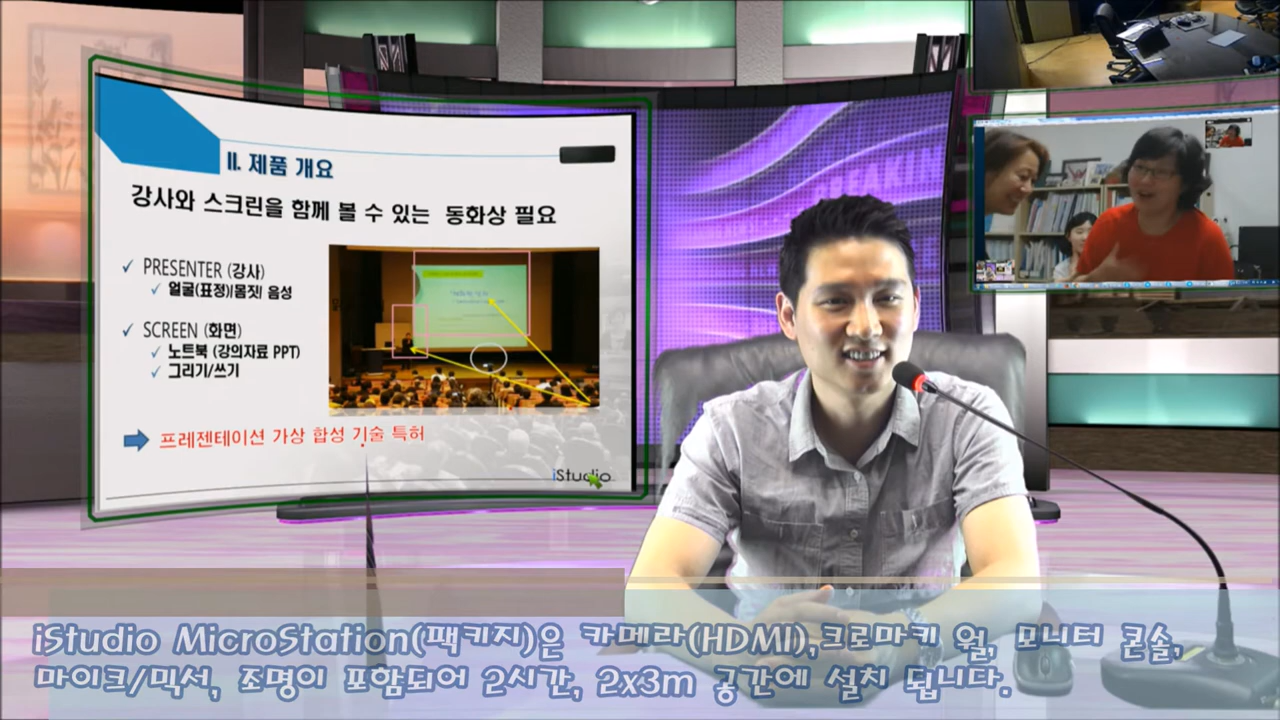 II. 제품 개요
강사와 스크린을 함께 볼 수 있는 동화상 필요
✓ PRESENTER (강사)
✓ 얼굴(표정)/몸짓/ 음성
✓ SCREEN (화면)
✓ 노트북 (강의자료 PPT)
✓ 그리기/쓰기
프레젠테이션 가상 합성 기술 특허
iStudio
BREAKIN
iStudio MicroStation(팩키지)은 카메라(HDMI),크로마키 월, 모니터 콘솔,
마이크/믹서, 조명이 포함되어 2시간, 2x3m 공간에 설치 됩니다.